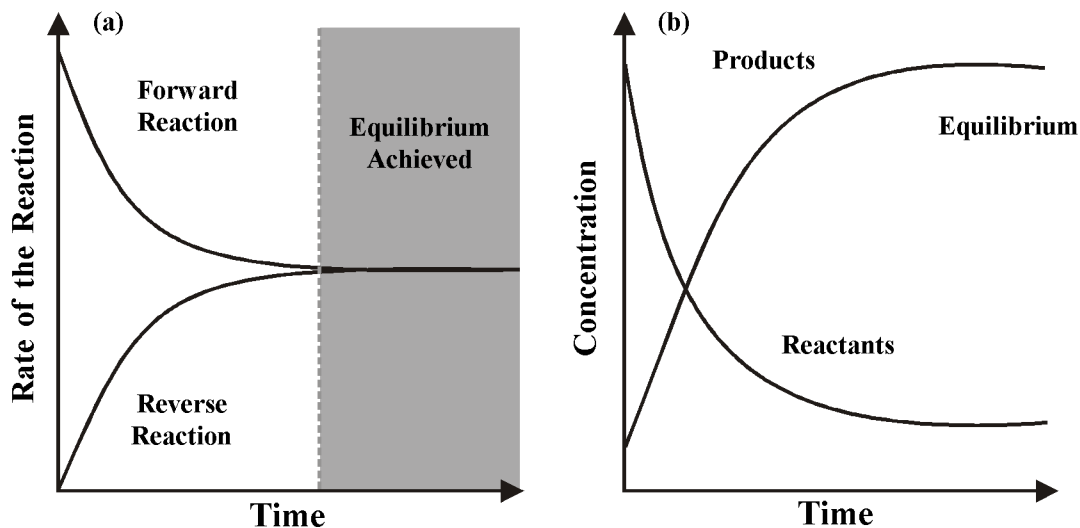 (a)
Forward
Reaction
Equilibrium
Achieved
Reverse
Reaction
Rate of the Reaction
Time
(b)
Products
Equilibrium
Reactants
Concentration
Time